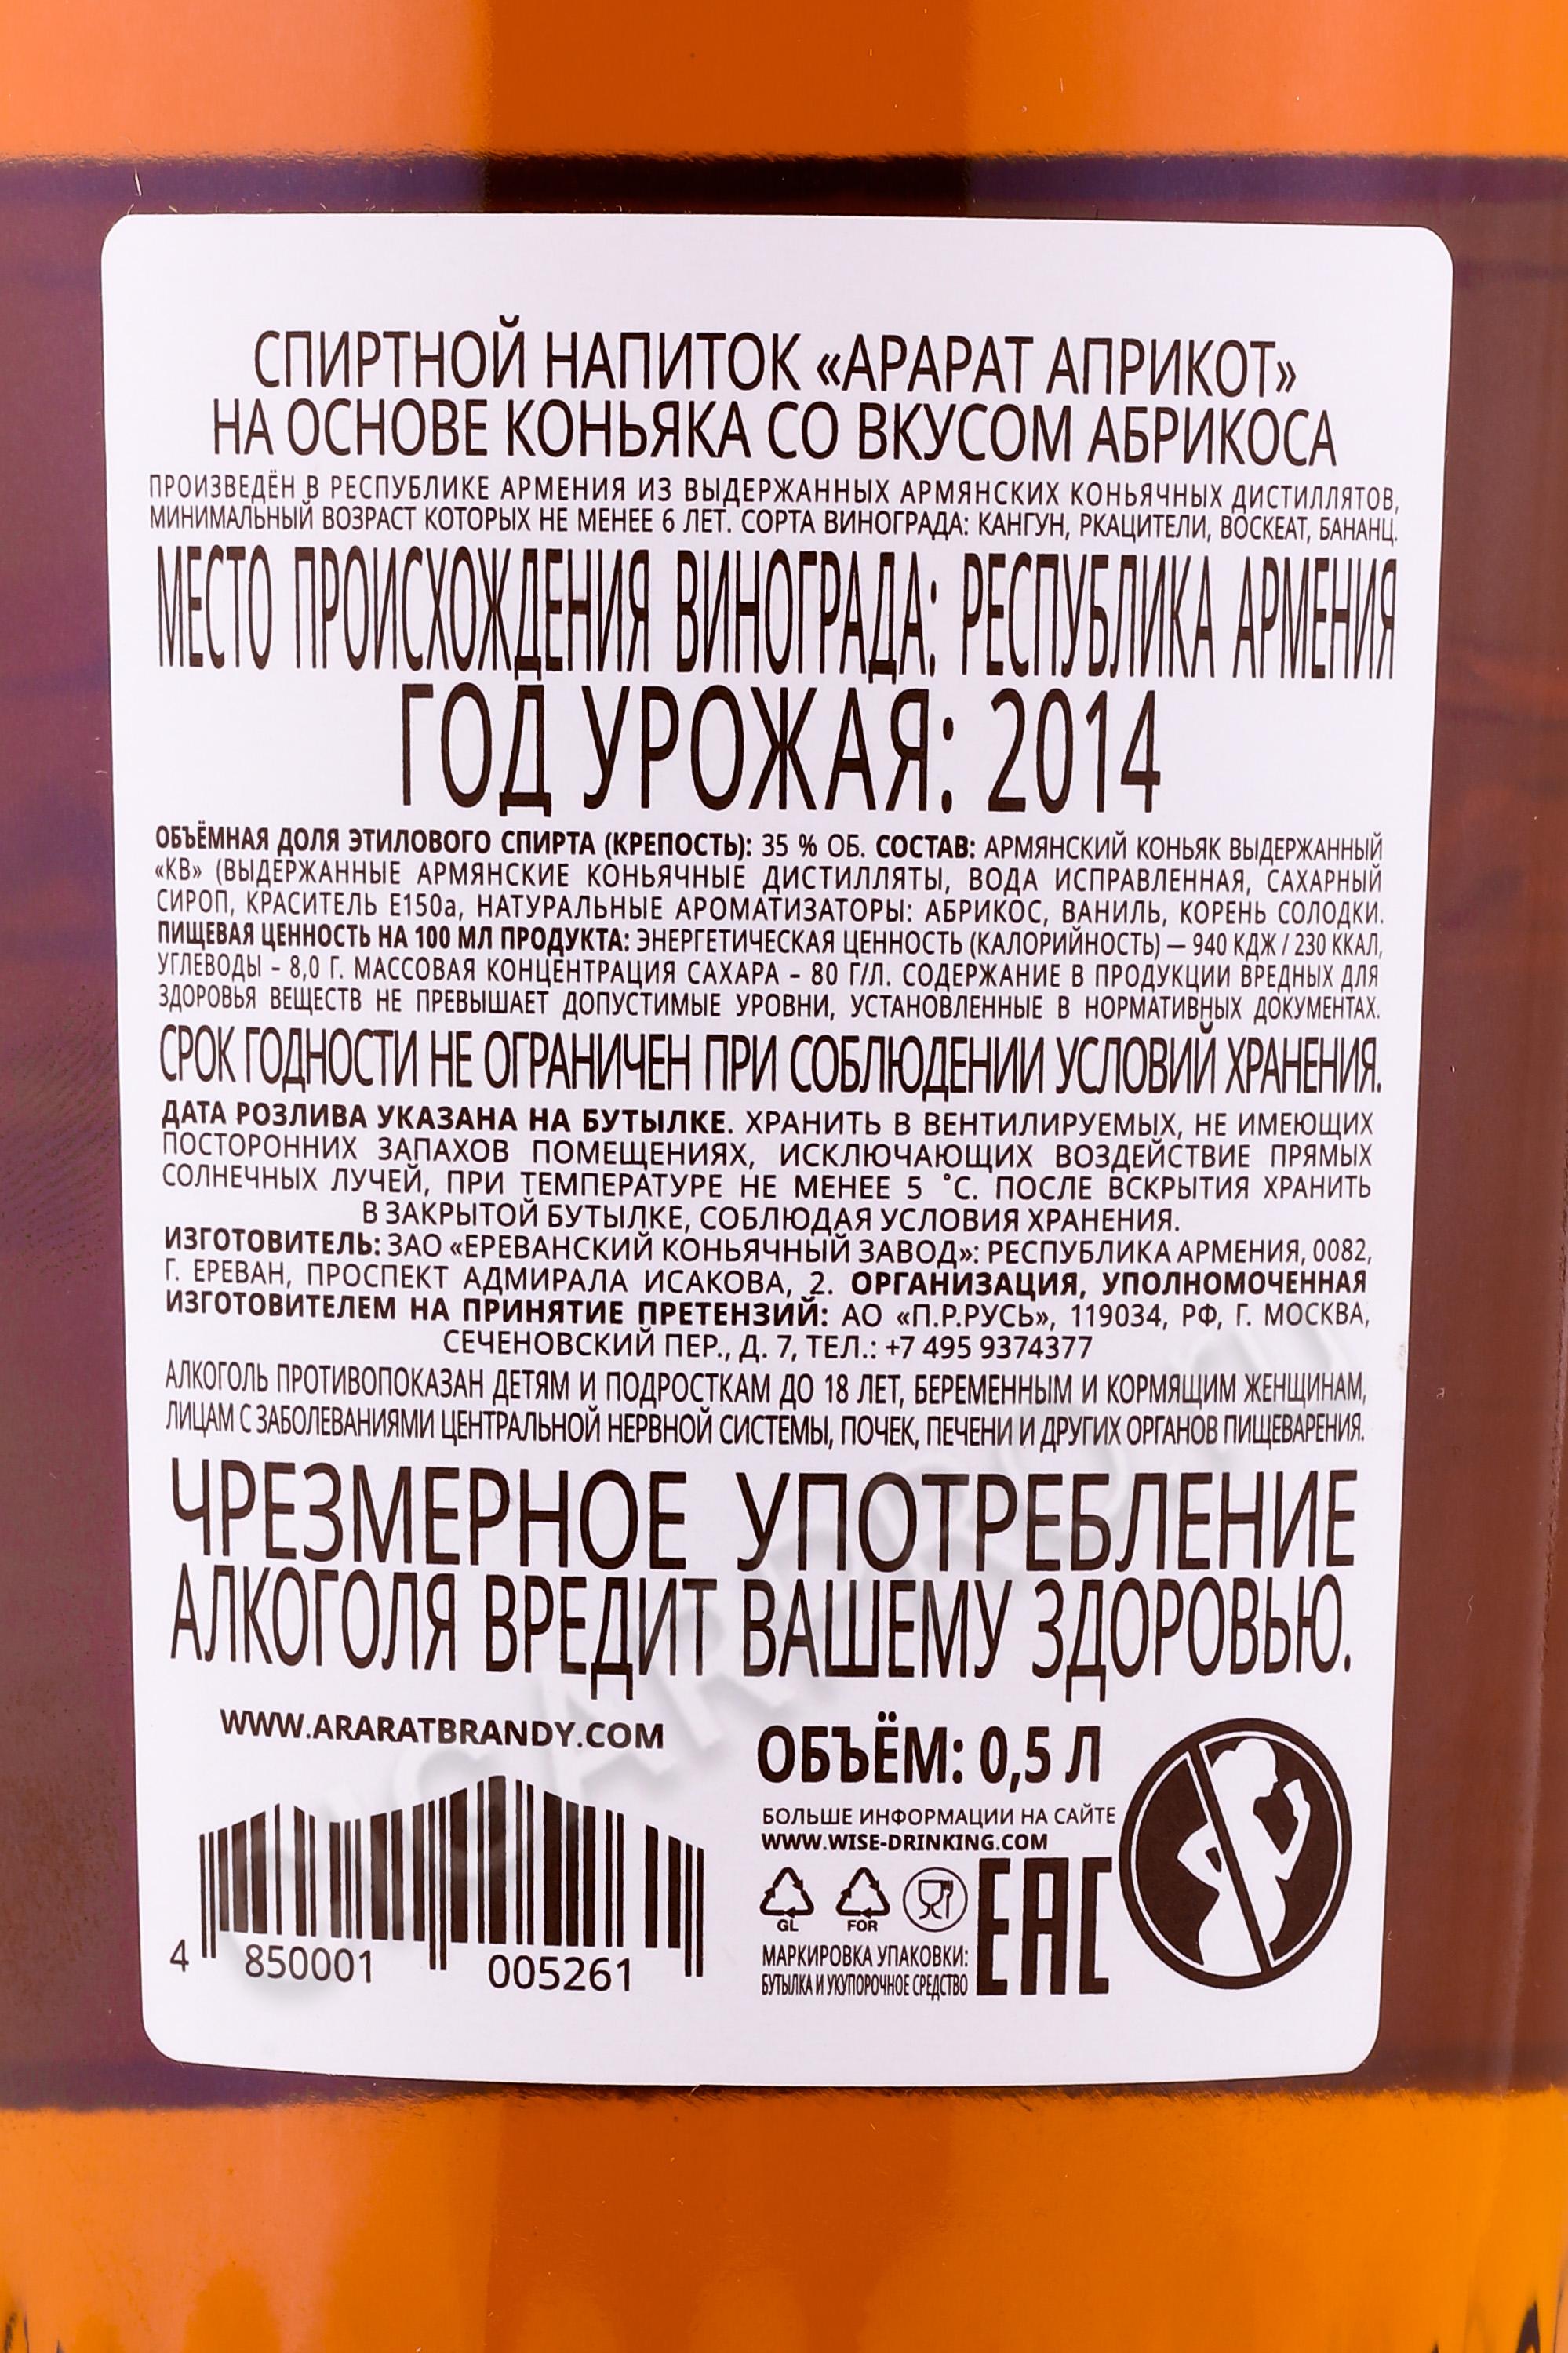 СПИРТНОЙ НАПИТОК «АРАРАТ АПРИКОТ»
НА ОСНОВЕ КОНЬЯКА СО ВКУСОМ АБРИКОСА
ПРОИЗВЕДЁН В РЕСПУБЛИКЕ АРМЕНИЯ ИЗ ВЫДЕРЖАННЫХ АРМЯНСКИХ КОНЬЯЧНЫХ ДИСТИЛЛЯТОВ,
МИНИМАЛЬНЫЙ ВОЗРАСТ КОТОРЫХ НЕ МЕНЕЕ 6 ЛЕТ. СОРТА ВИНОГРАДА: КАНГУН, РКАЦИТЕЛИ, ВОСКЕАТ, БАНАНЦ.
МЕСТО ПРОИСХОЖДЕНИЯ ВИНОГРАДА: РЕСПУБЛИКА АРМЕНИЯ
ГОД УРОЖАЯ: 2014
ОБЪЁМНАЯ ДОЛЯ ЭТИЛОВОГО СПИРТА (КРЕПОСТЬ): 35 % ОБ. СОСТАВ: АРМЯНСКИЙ КОНЬЯК ВЫДЕРЖАННЫЙ
«КВ» (ВЫДЕРЖАННЫЕ АРМЯНСКИЕ КОНЬЯЧНЫЕ ДИСТИЛЛЯТЫ, ВОДА ИСПРАВЛЕННАЯ, САХАРНЫЙ
СИРОП, КРАСИТЕЛЬ Е150а, НАТУРАЛЬНЫЕ АРОМАТИЗАТОРЫ: АБРИКОС, ВАНИЛЬ, КОРЕНЬ СОЛОДКИ.
ПИЩЕВАЯ ЦЕННОСТЬ НА 100 МЛ ПРОДУКТА: ЭНЕРГЕТИЧЕСКАЯ ЦЕННОСТЬ (КАЛОРИЙНОСТЬ) — 940 КДЖ / 230 ККАЛ,
УГЛЕВОДЫ – 8,0 Г. МАССОВАЯ КОНЦЕНТРАЦИЯ САХАРА – 80 Г/Л. СОДЕРЖАНИЕ В ПРОДУКЦИИ ВРЕДНЫХ ДЛЯ
ЗДОРОВЬЯ ВЕЩЕСТВ НЕ ПРЕВЫШАЕТ ДОПУСТИМЫЕ УРОВНИ, УСТАНОВЛЕННЫЕ В НОРМАТИВНЫХ ДОКУМЕНТАХ.
СРОК ГОДНОСТИ НЕ ОГРАНИЧЕН ПРИ СОБЛЮДЕНИИ УСЛОВИЙ ХРАНЕНИЯ.
ДАТА РОЗЛИВА УКАЗАНА НА БУТЫЛКЕ. ХРАНИТЬ В ВЕНТИЛИРУЕМЫХ, НЕ ИМЕЮЩИХ
ПОСТОРОННИХ ЗАПАХОВ ПОМЕЩЕНИЯХ, ИСКЛЮЧАЮЩИХ ВОЗДЕЙСТВИЕ ПРЯМЫХ
СОЛНЕЧНЫХ ЛУЧЕЙ, ПРИ ТЕМПЕРАТУРЕ НЕ МЕНЕЕ 5 °С. ПОСЛЕ ВСКРЫТИЯ ХРАНИТЬ
В ЗАКРЫТОЙ БУТЫЛКЕ, СОБЛЮДАЯ УСЛОВИЯ ХРАНЕНИЯ.
ИЗГОТОВИТЕЛЬ: ЗАО «ЕРЕВАНСКИЙ КОНЬЯЧНЫЙ ЗАВОД»: РЕСПУБЛИКА АРМЕНИЯ, 0082,
Г. ЕРЕВАН, ПРОСПЕКТ АДМИРАЛА ИСАКОВА, 2. ОРГАНИЗАЦИЯ, УПОЛНОМОЧЕННАЯ
ИЗГОТОВИТЕЛЕМ НА ПРИНЯТИЕ ПРЕТЕНЗИЙ: АО «П.Р.РУСЬ», 119034, РФ, Г. МОСКВА,
СЕЧЕНОВСКИЙ ПЕР., Д. 7, ТЕЛ.: +7 495 9374377
АЛКОГОЛЬ ПРОТИВОПОКАЗАН ДЕТЯМ И ПОДРОСТКАМ ДО 18 ЛЕТ, БЕРЕМЕННЫМ И КОРМЯЩИМ ЖЕНЩИНАМ,
ЛИЦАМ С ЗАБОЛЕВАНИЯМИ ЦЕНТРАЛЬНОЙ НЕРВНОЙ СИСТЕМЫ, ПОЧЕК, ПЕЧЕНИ И ДРУГИХ ОРГАНОВ ПИЩЕВАРЕНИЯ.
ЧРЕЗМЕРНОЕ УПОТРЕБЛЕНИЕ
АЛКОГОЛЯ ВРЕДИТ ВАШЕМУ ЗДОРОВЬЮ.
WWW.ARARATBRANDY.COM
4 850001 005261
ОБЪЁМ: 0,5 Л
БОЛЬШЕ ИНФОРМАЦИИ НА САЙТЕ
WWW.WISE-DRINKING.COM
GL FOR EAC
МАРКИРОВКА УПАКОВКИ:
БУТЫЛКА И УКУПОРОЧНОЕ СРЕДСТВО
CIGARPRO.ru